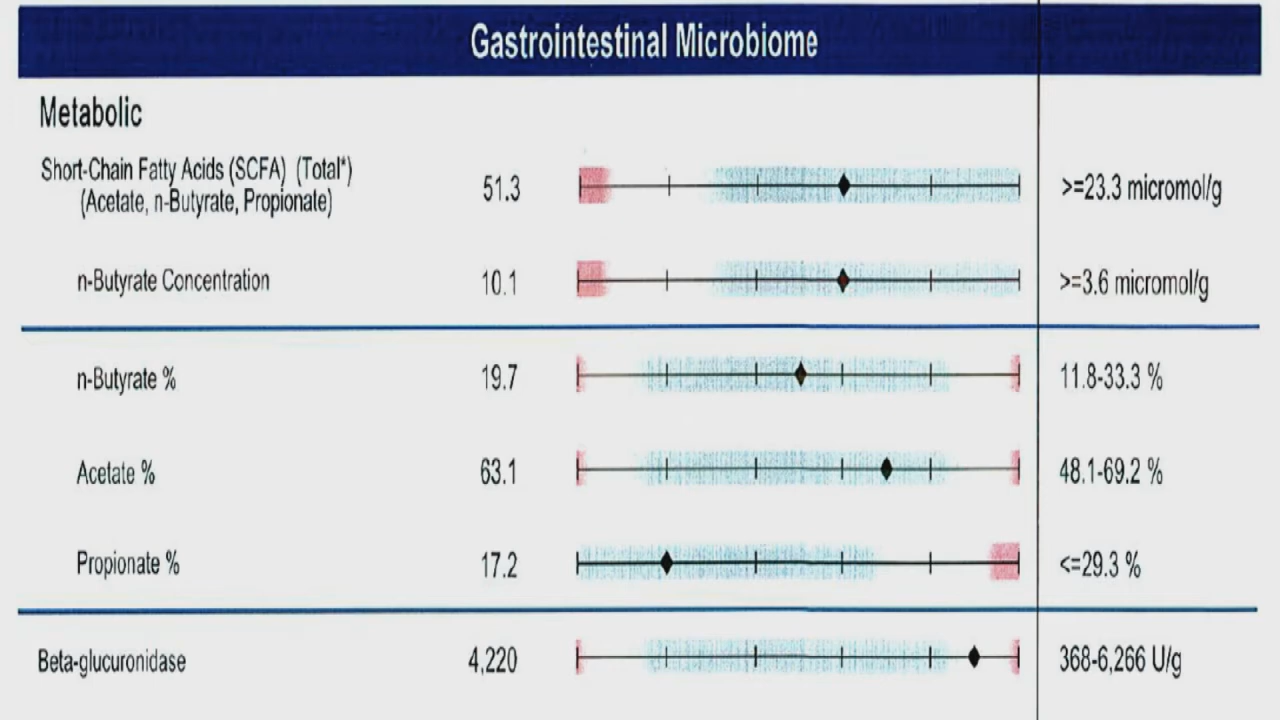 Gastrointestinal Microbiome
Metabolic
Short-Chain Fatty Acids (SCFA) (Total*)
(Acetate, n-Butyrate, Propionate) 51.3 >=23.3 micromol/g
n-Butyrate Concentration 10.1 >=3.6 micromol/g
n-Butyrate % 19.7 11.8-33.3 %
Acetate % 63.1 48.1-69.2 %
Propionate % 17.2 <=29.3 %
Beta-glucuronidase 4,220 368-6,266 U/g